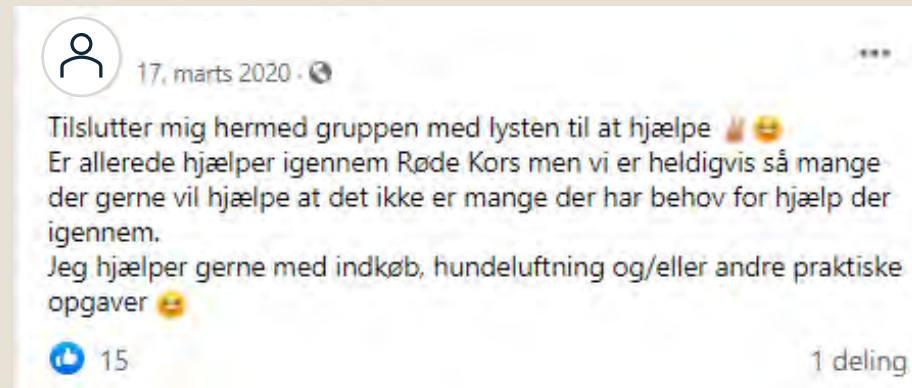 17. marts 2020 ·
Tilslutter mig hermed gruppen med lysten til at hjælpe ✌😄
Er allerede hjælper igennem Røde Kors men vi er heldigvis så mange
der gerne vil hjælpe at det ikke er mange der har behov for hjælp der
igennem.
Jeg hjælper gerne med indkøb, hundeluftning og/eller andre praktiske
opgaver 😄
15
1 deling